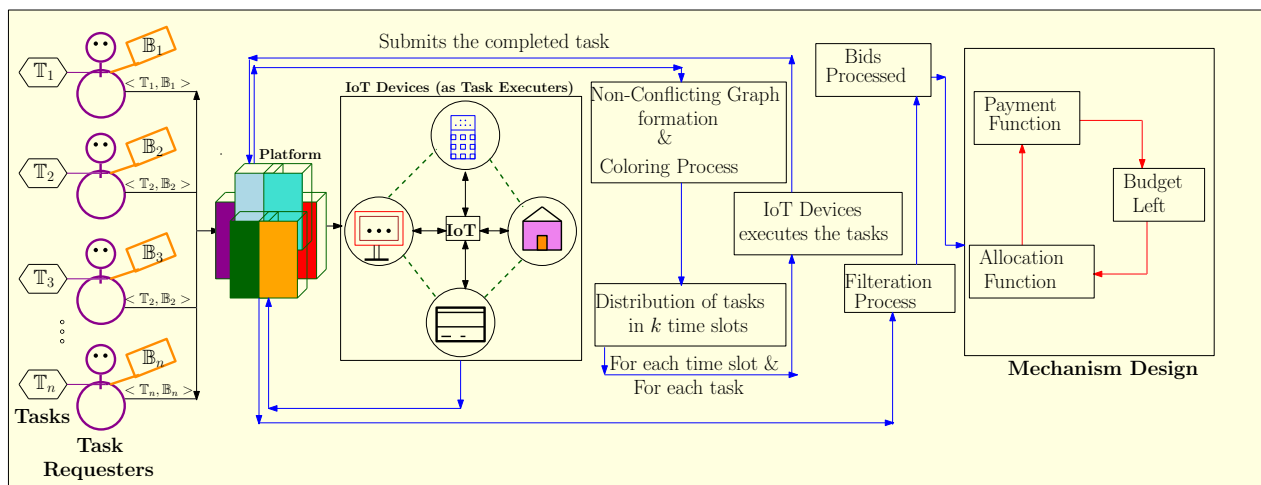 𝕋₁
𝔹₁
< 𝕋₁, 𝔹₁ >
𝕋₂
𝔹₂
< 𝕋₂, 𝔹₂ >
𝕋₃
𝔹₃
< 𝕋₂, 𝔹₂ >
𝕋ₙ
𝔹ₙ
< 𝕋ₙ, 𝔹ₙ >
Tasks
Task
Requesters
Platform
Submits the completed task
IoT Devices (as Task Executers)
IoT
Non-Conflicting Graph
formation
&
Coloring Process
Distribution of tasks
in k time slots
For each time slot &
For each task
IoT Devices
executes the tasks
Bids
Processed
Filteration
Process
Payment
Function
Budget
Left
Allocation
Function
Mechanism Design